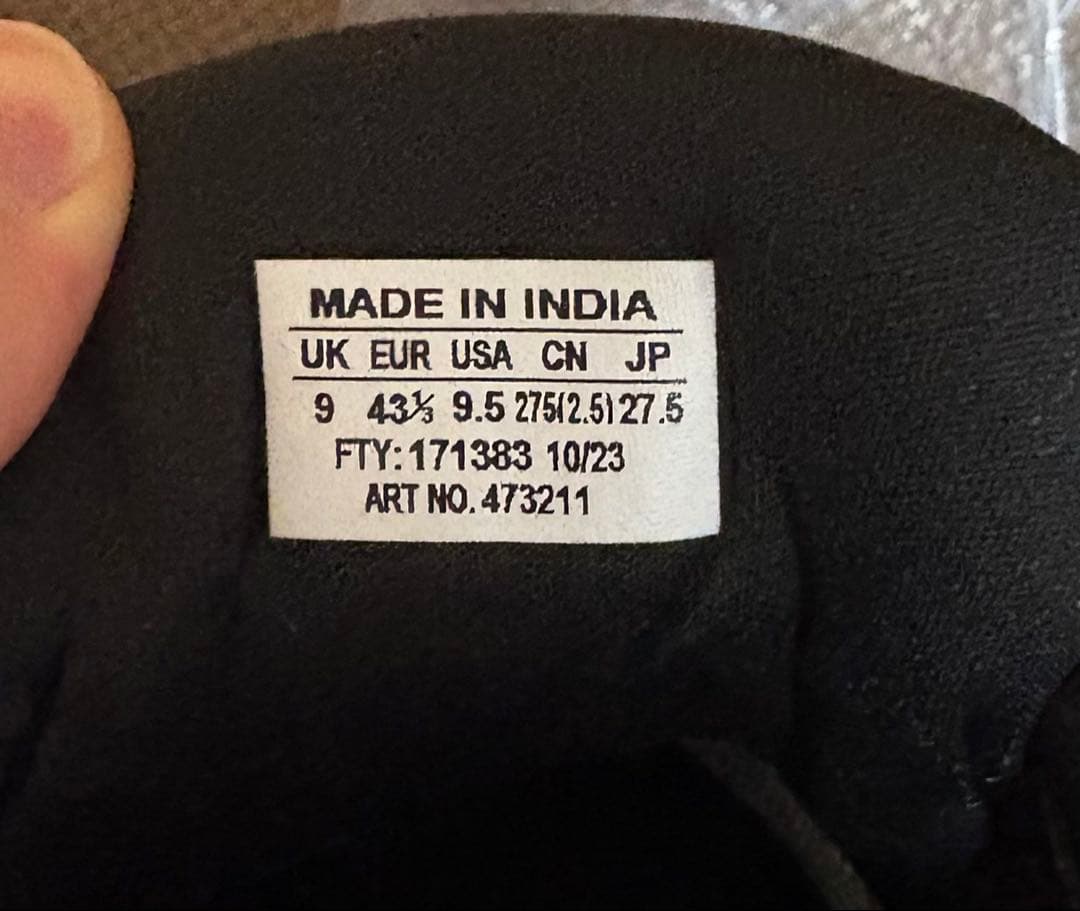 MADE IN INDIA
UK EUR USA CN JP
9 43⅓ 9.5 275(2.5) 27.5
FTY: 171383 10/23
ART NO. 473211